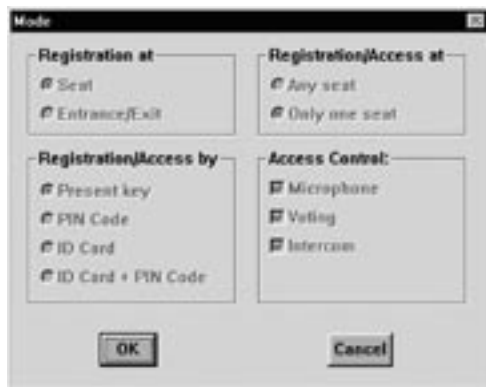 Mode
Registration at
Seat
Entrance/Exit
Registration/Access at
Any seat
Only one seat
Registration/Access by
Present key
PIN Code
ID Card
ID Card + PIN Code
Access Control:
Microphone
Voting
Intercom
OK
Cancel